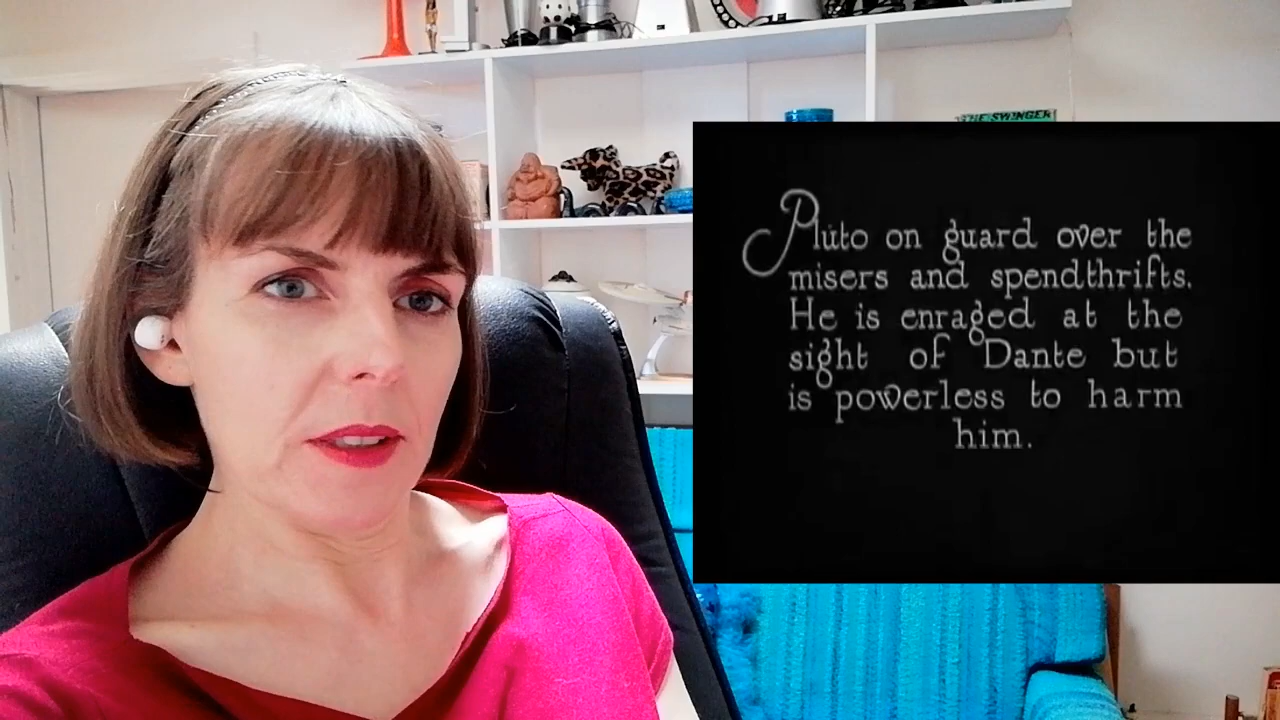 THE SWINGER
Pluto on guard over the
misers and spendthrifts.
He is enraged at the
sight of Dante but
is powerless to harm
him.